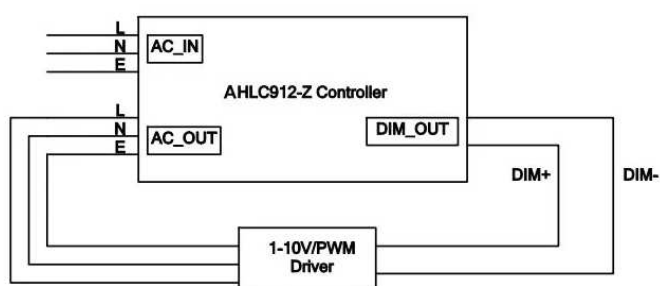 L
N
E
AC_IN
AHLC912-Z Controller
L
N
E
AC_OUT
DIM_OUT
DIM+
DIM-
1-10V/PWM
Driver